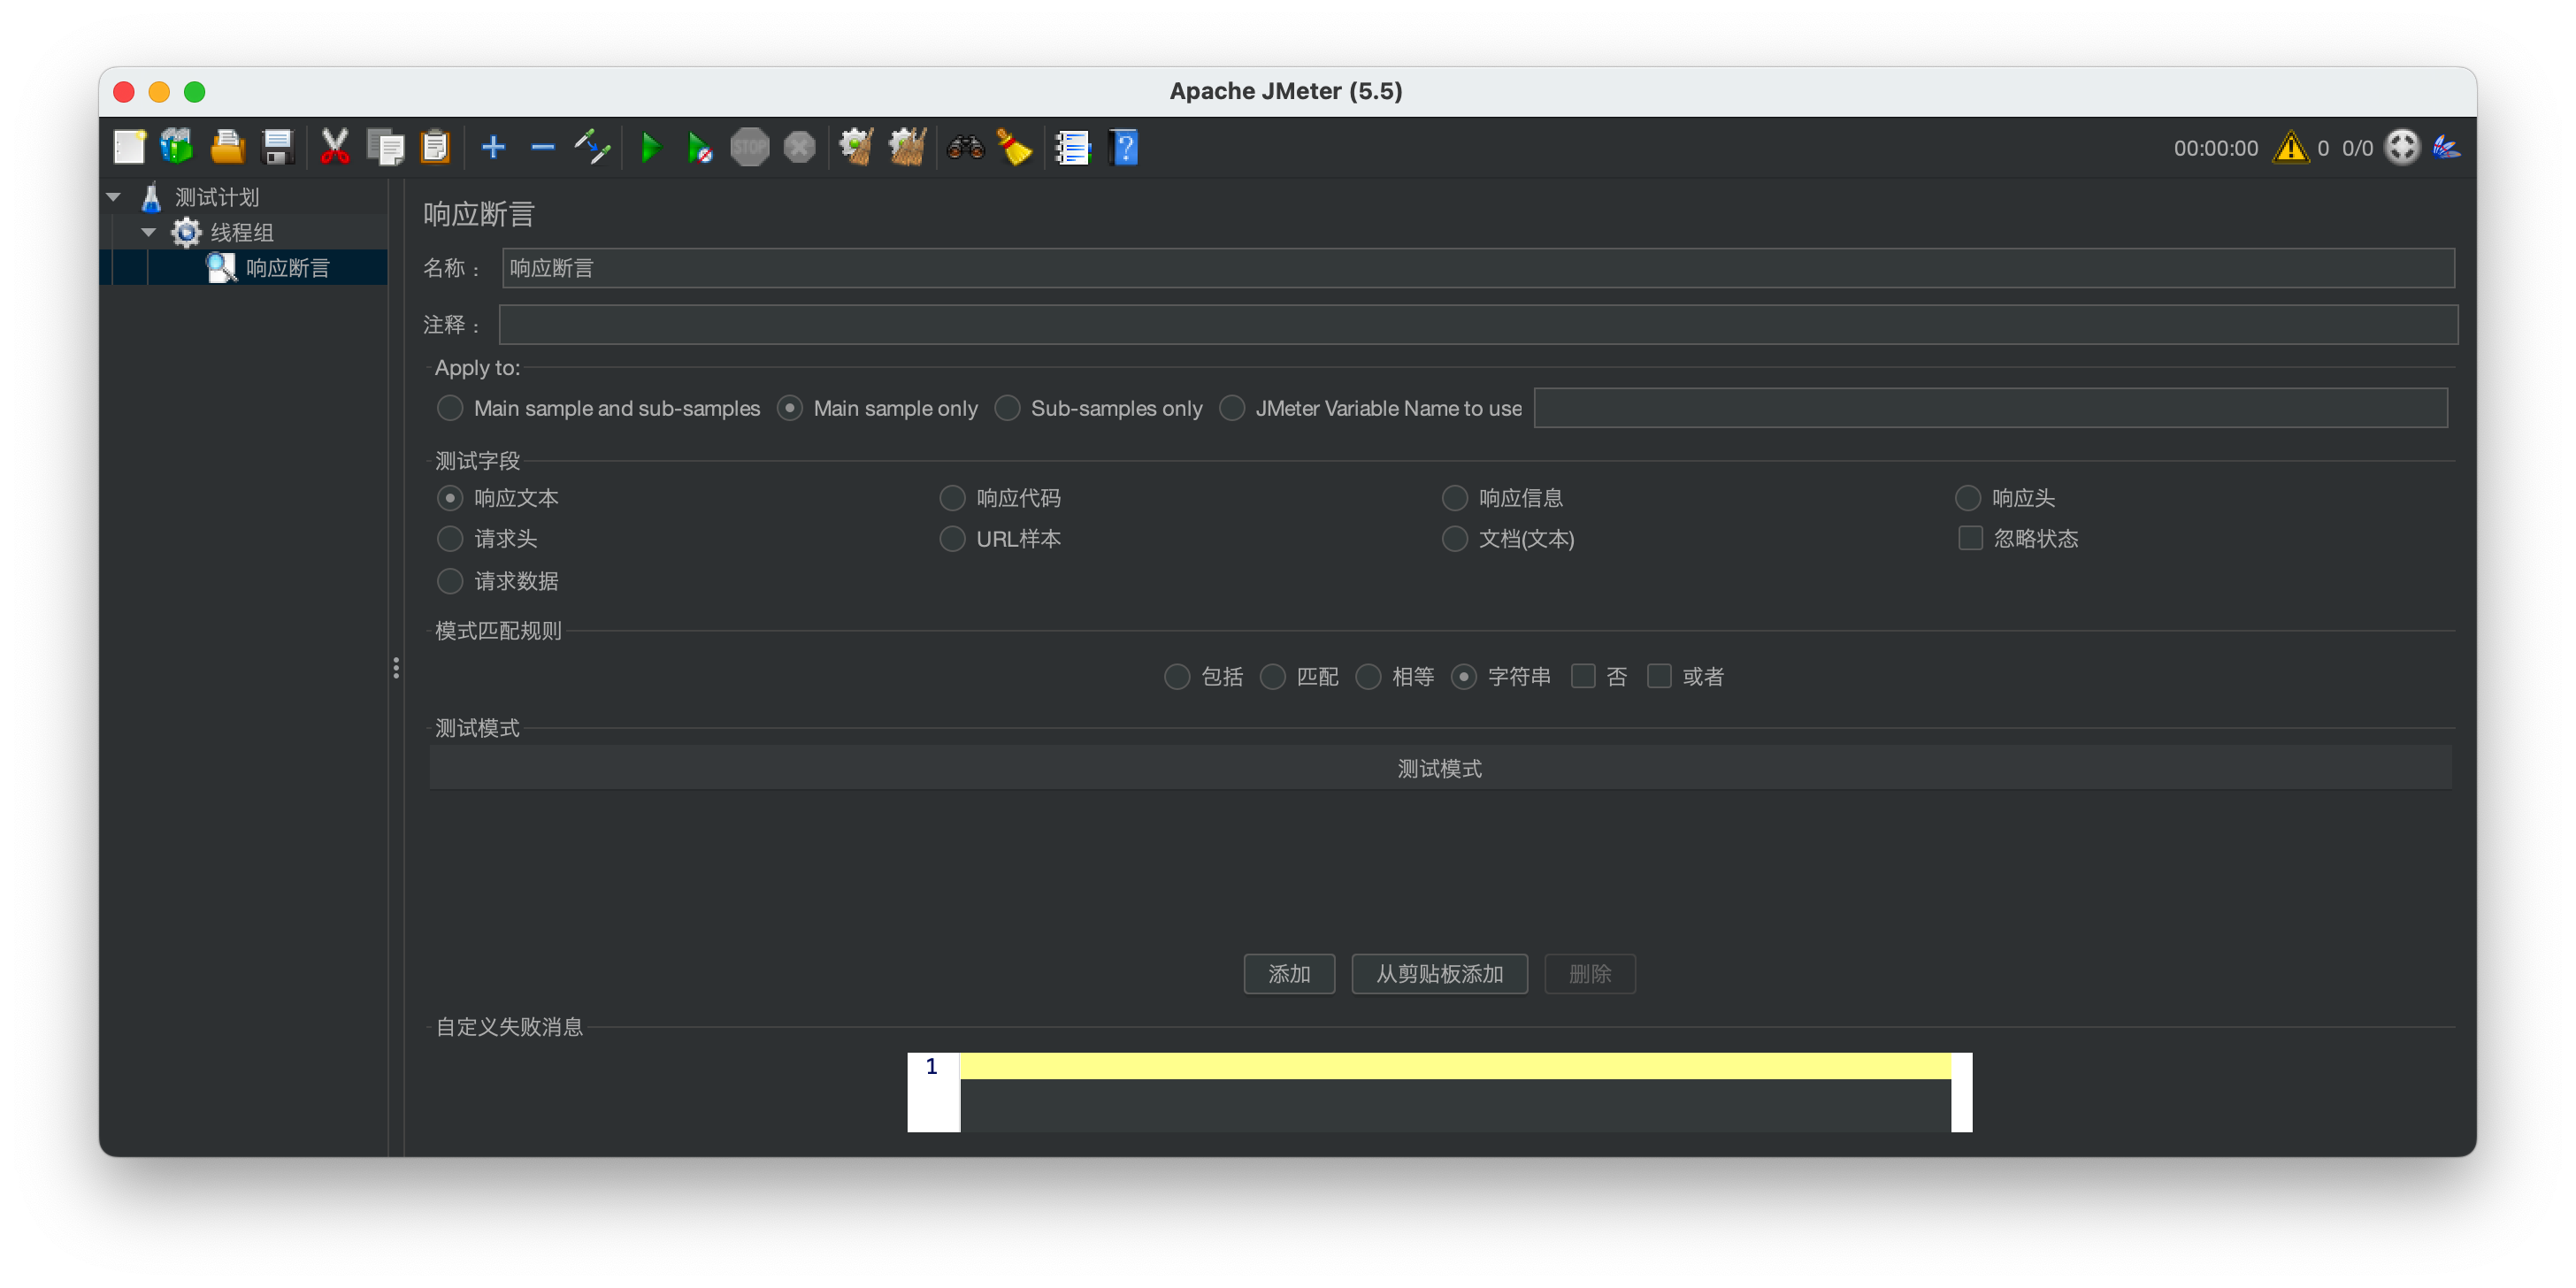 Apache JMeter (5.5)
STOP
00:00:00 0 0/0
测试计划
线程组
响应断言
响应断言
名称： 响应断言
注释：
Apply to:
Main sample and sub-samples Main sample only Sub-samples only JMeter Variable Name to use
测试字段
响应文本 响应代码 响应信息 响应头
请求头 URL样本 文档(文本) 忽略状态
请求数据
模式匹配规则
包括 匹配 相等 字符串 否 或者
测试模式
测试模式
添加 从剪贴板添加 删除
自定义失败消息
1